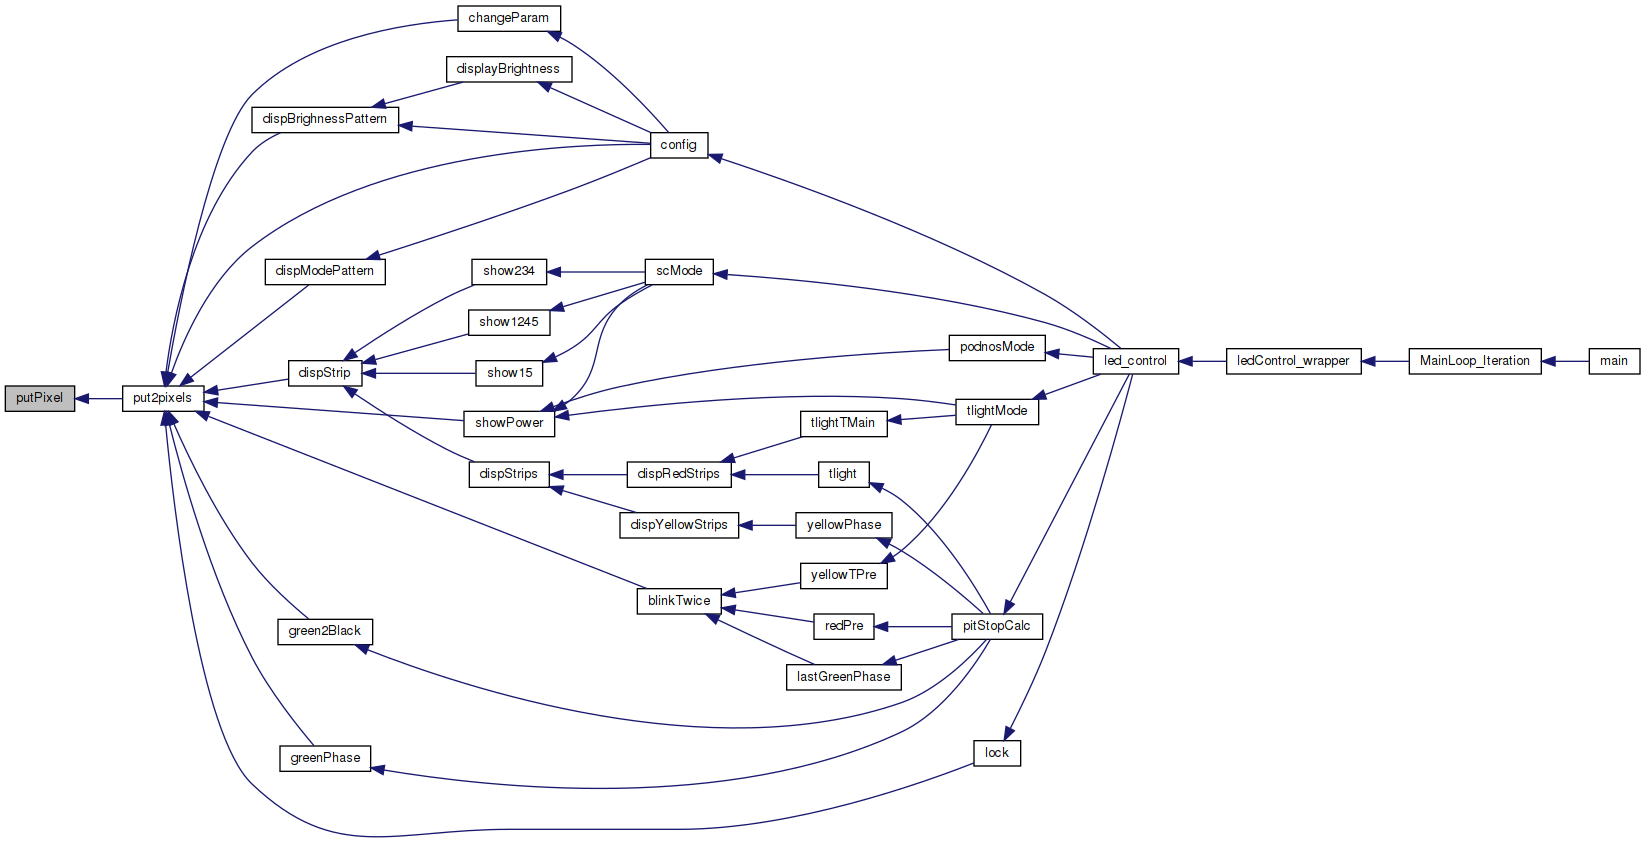 changeParam
displayBrightness
dispBrighnessPattern
config
dispModePattern
show234
scMode
show1245
podnosMode
led_control
ledControl_wrapper
MainLoop_Iteration
main
dispStrip
show15
putPixel
put2pixels
showPower
tlightMode
tlightTMain
dispStrips
dispRedStrips
tlight
dispYellowStrips
yellowPhase
yellowTPre
blinkTwice
redPre
pitStopCalc
green2Black
lastGreenPhase
greenPhase
lock